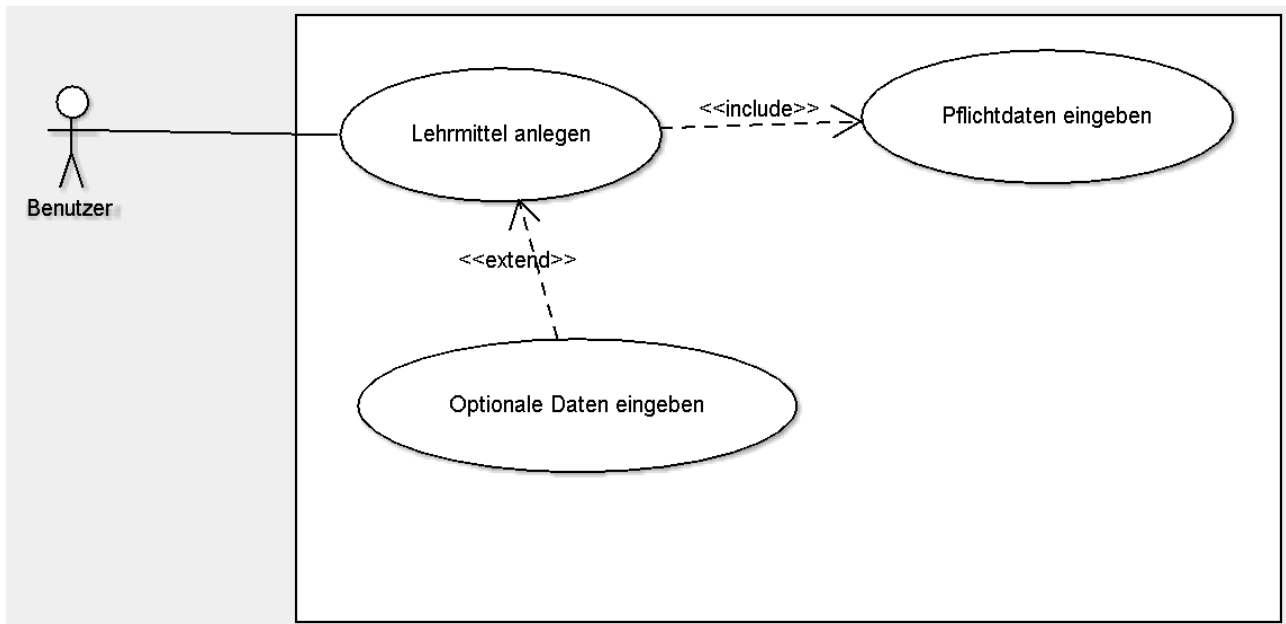 <<include>>
Pflichtdaten eingeben
Lehrmittel anlegen
Benutzer
<<extend>>
Optionale Daten eingeben